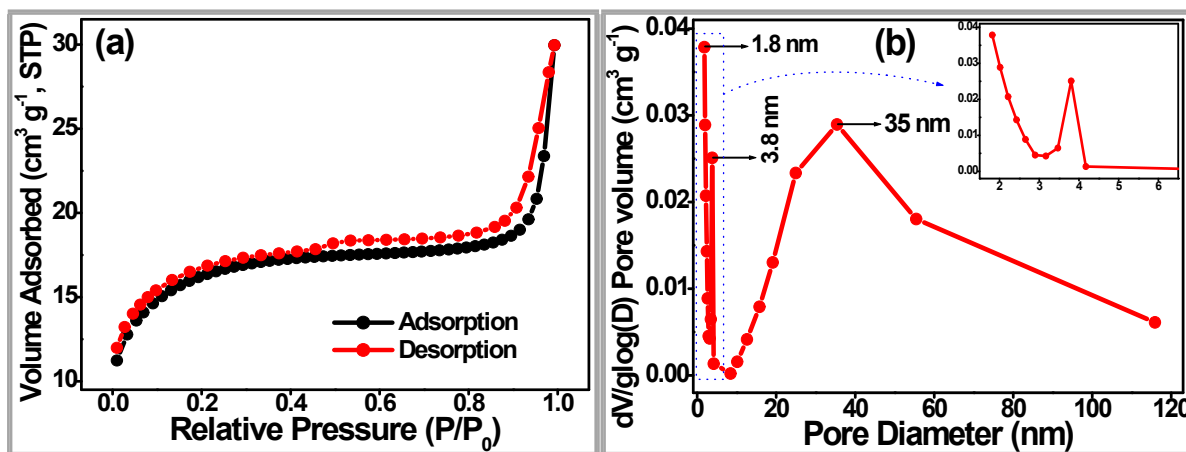 (a)
Volume Adsorbed (cm³ g⁻¹, STP)
30
25
20
15
10
Adsorption
Desorption
0.0 0.2 0.4 0.6 0.8 1.0
Relative Pressure (P/P₀)
(b)
dV/glog(D) Pore volume (cm³ g⁻¹)
0.04
0.03
0.02
0.01
0.00
1.8 nm
3.8 nm
35 nm
0.04
0.03
0.02
0.01
0.00
2 3 4 5 6
0 20 40 60 80 100 120
Pore Diameter (nm)